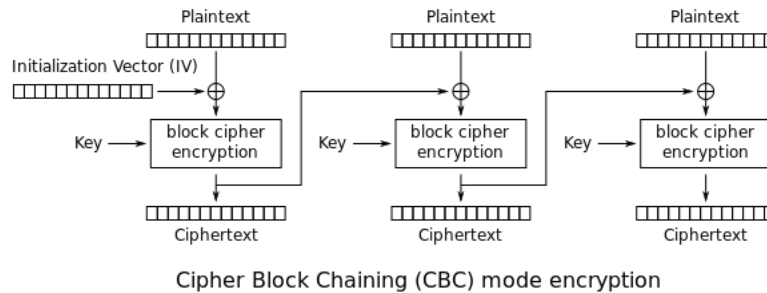 Plaintext Plaintext Plaintext
Initialization Vector (IV)
Key block cipher encryption Key block cipher encryption Key block cipher encryption
Ciphertext Ciphertext Ciphertext
Cipher Block Chaining (CBC) mode encryption